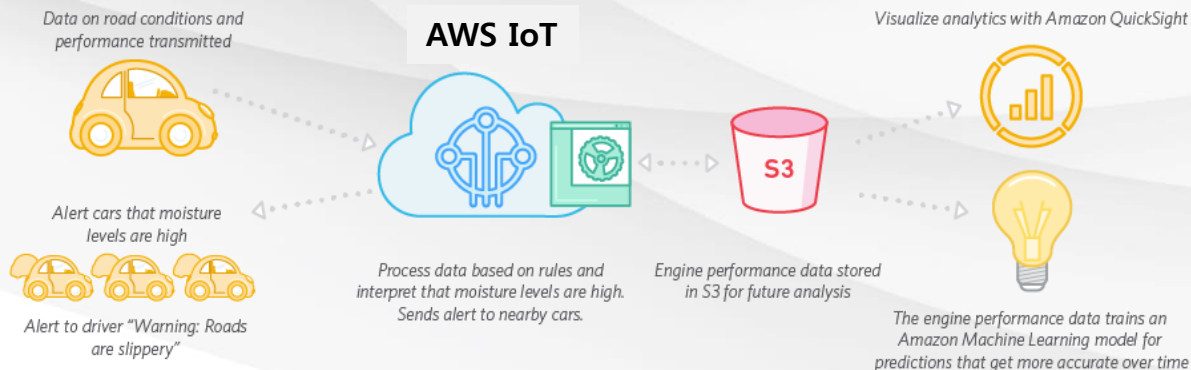 Data on road conditions and
performance transmitted
AWS IoT
Visualize analytics with Amazon QuickSight
S3
Alert cars that moisture
levels are high
Process data based on rules and
interpret that moisture levels are high.
Sends alert to nearby cars.
Engine performance data stored
in S3 for future analysis
Alert to driver “Warning: Roads
are slippery”
The engine performance data trains an
Amazon Machine Learning model for
predictions that get more accurate over time